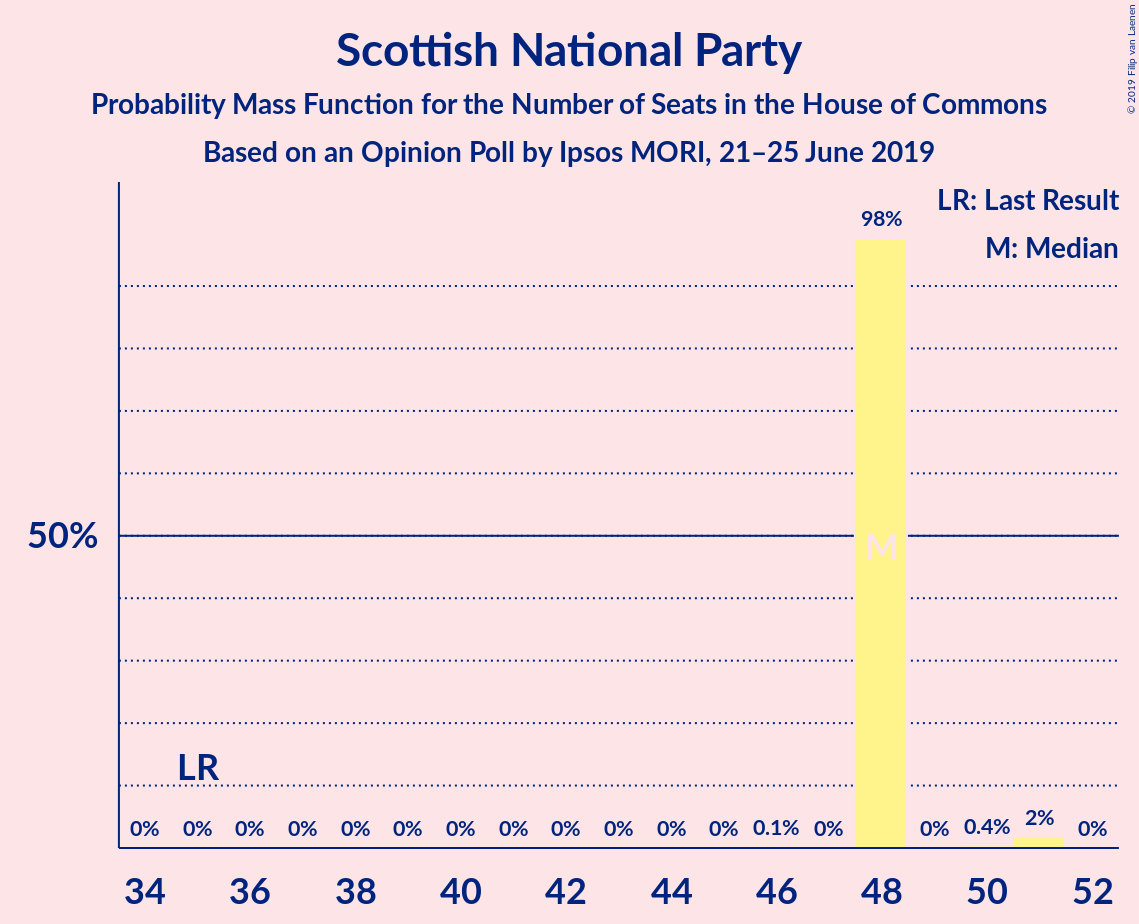 Scottish National Party
Probability Mass Function for the Number of Seats in the House of Commons
Based on an Opinion Poll by Ipsos MORI, 21–25 June 2019
© 2019 Filip van Laenen
LR: Last Result
M: Median
98%
50%
M
LR
0% 0% 0% 0% 0% 0% 0% 0% 0% 0% 0% 0% 0.1% 0% 0% 0.4% 2% 0%
34 36 38 40 42 44 46 48 50 52